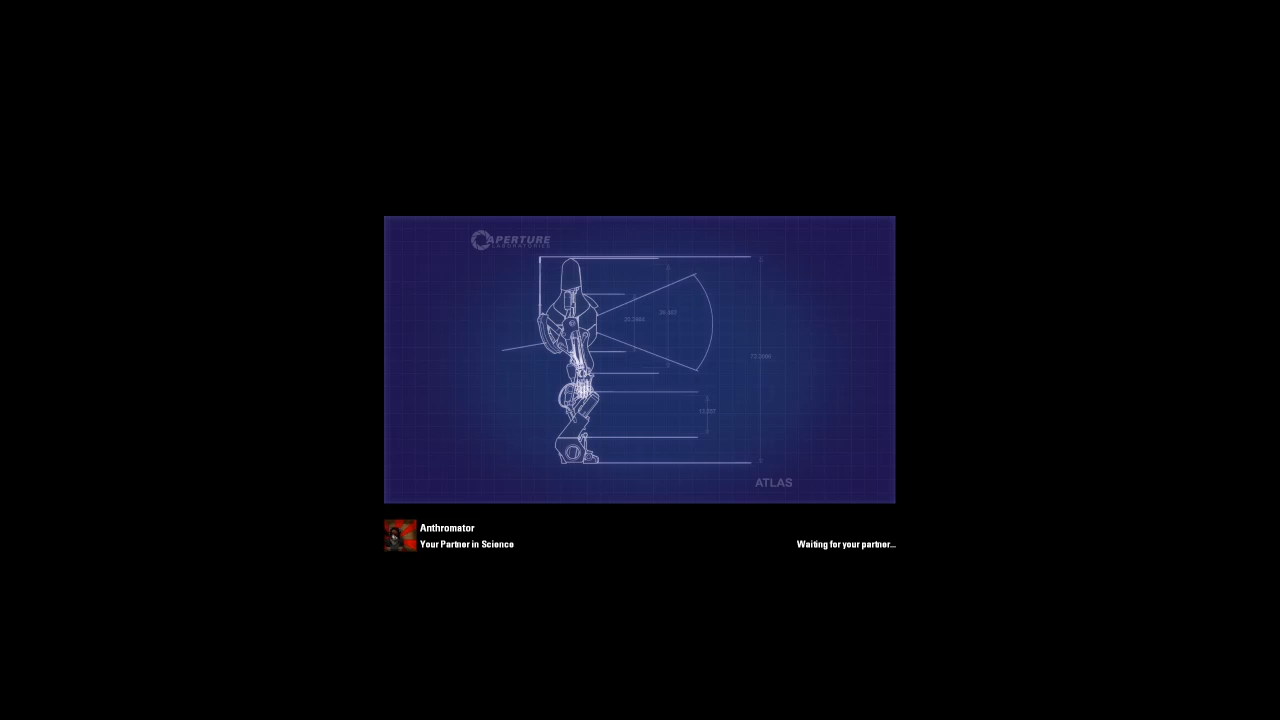 APERTURE
LABORATORIES
ATLAS
Anthromator
Your Partner in Science
Waiting for your partner...